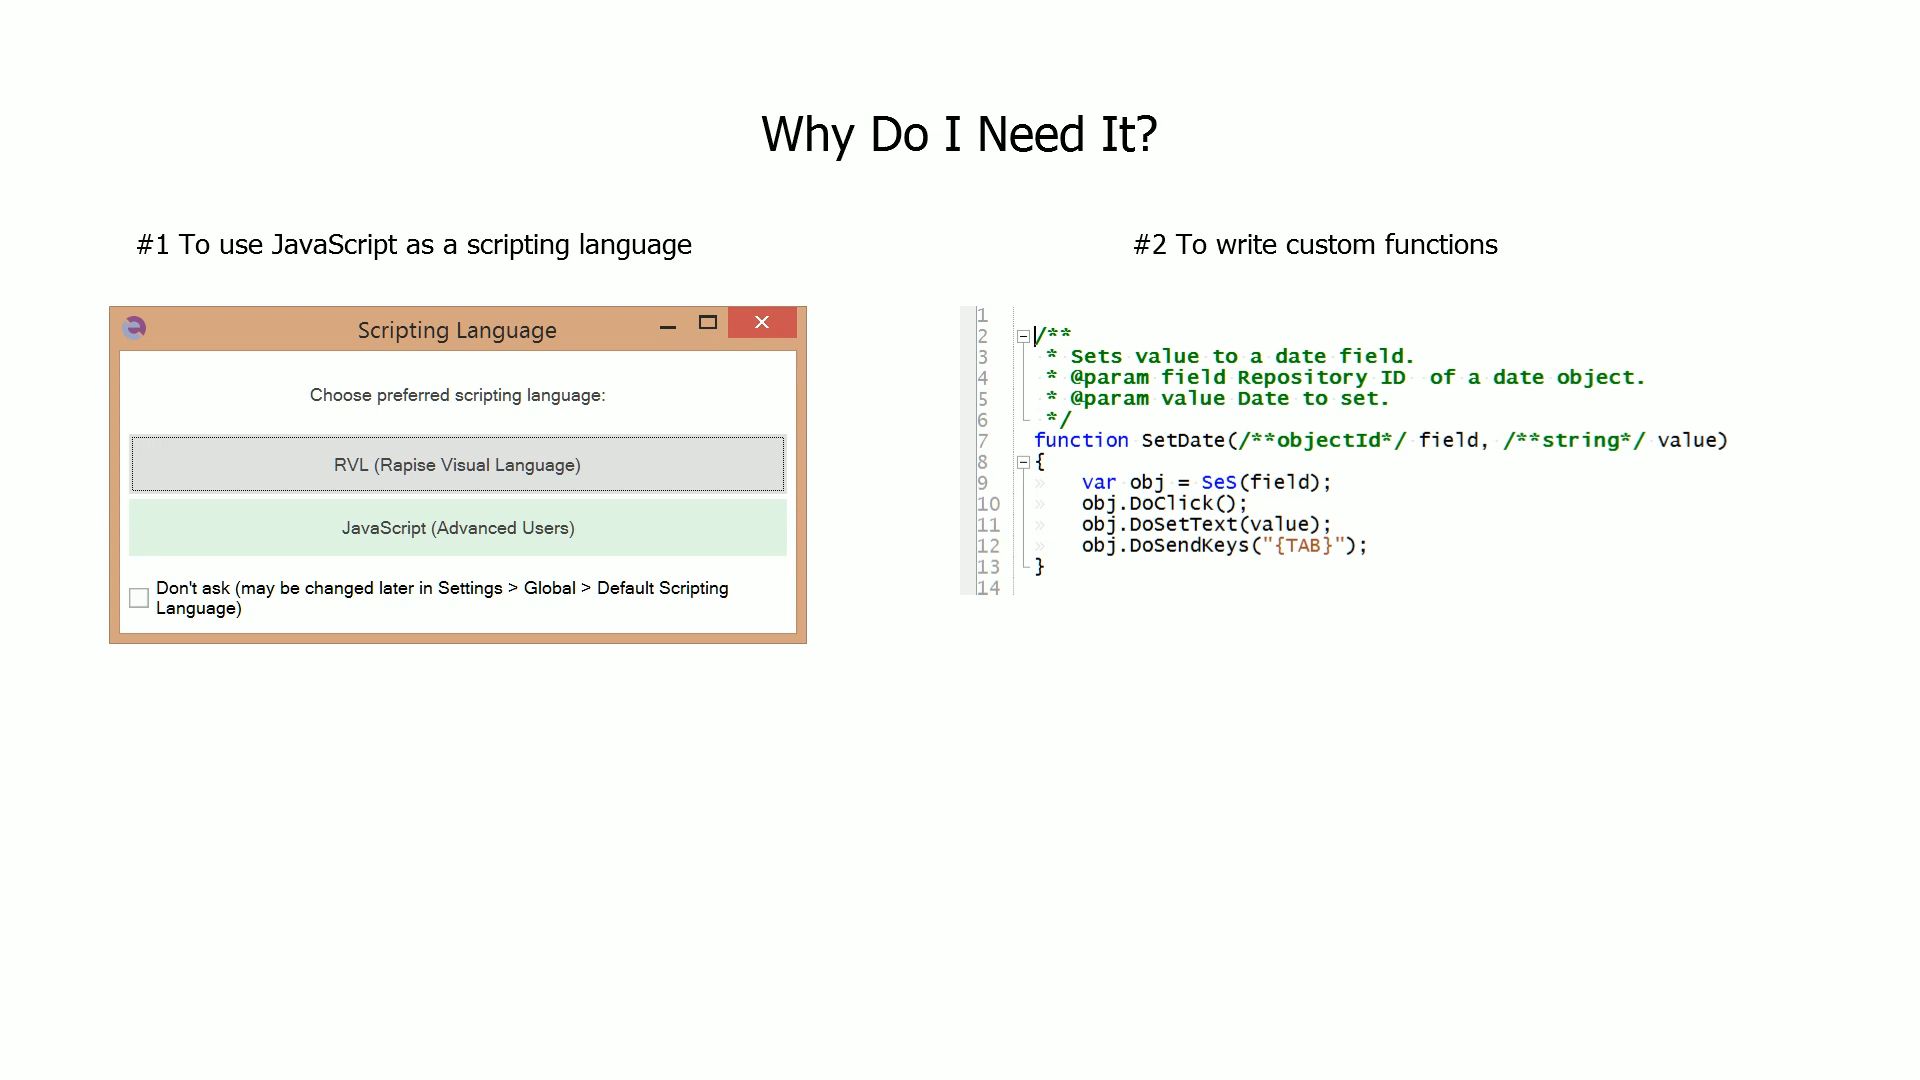 Why Do I Need It?
#1 To use JavaScript as a scripting language
Scripting Language
Choose preferred scripting language:
RVL (Rapise Visual Language)
JavaScript (Advanced Users)
Don't ask (may be changed later in Settings > Global > Default Scripting
Language)
#2 To write custom functions
1
2 /**
3 * Sets value to a date field.
4 * @param field Repository ID  of a date object.
5 * @param value Date to set.
6 */
7 function SetDate(/**objectId*/ field, /**string*/ value)
8 {
9 var obj = SeS(field);
10 obj.DoClick();
11 obj.DoSetText(value);
12 obj.DoSendKeys("{TAB}");
13 }
14